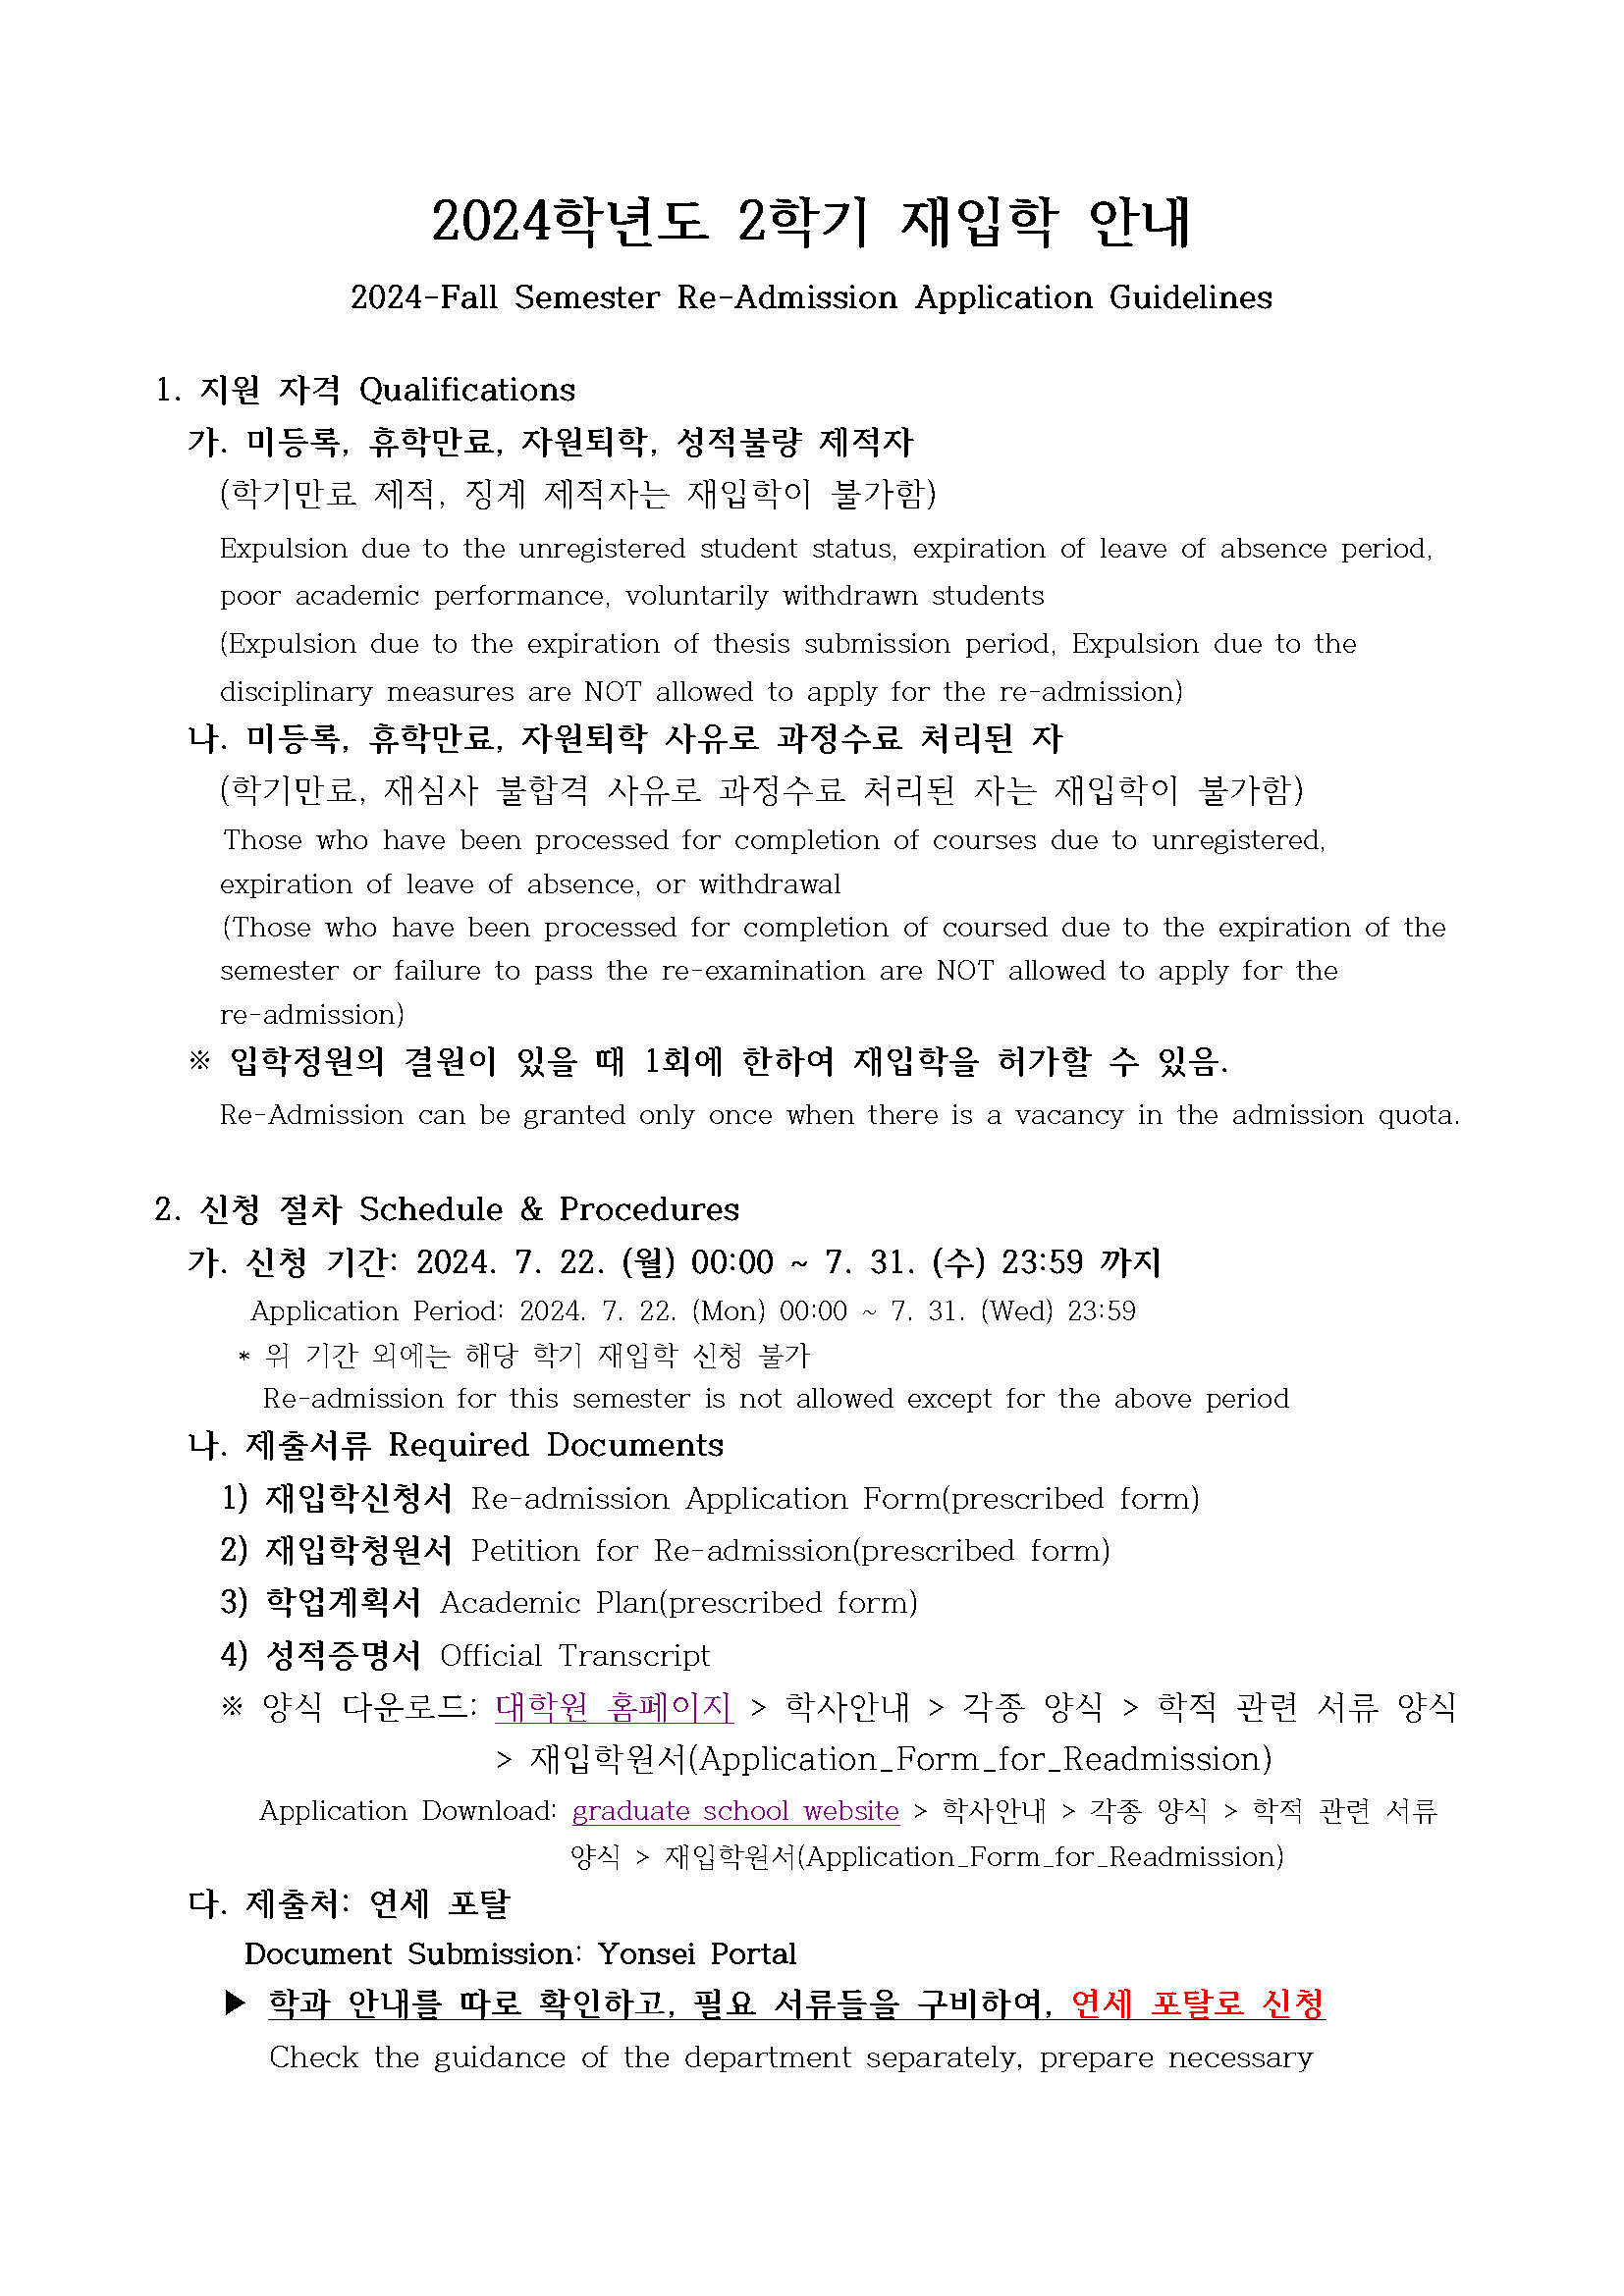 2024학년도 2학기 재입학 안내
2024-Fall Semester Re-Admission Application Guidelines
1. 지원 자격 Qualifications
가. 미등록, 휴학만료, 자원퇴학, 성적불량 제적자
(학기만료 제적, 징계 제적자는 재입학이 불가함)
Expulsion due to the unregistered student status, expiration of leave of absence period,
poor academic performance, voluntarily withdrawn students
(Expulsion due to the expiration of thesis submission period, Expulsion due to the
disciplinary measures are NOT allowed to apply for the re-admission)
나. 미등록, 휴학만료, 자원퇴학 사유로 과정수료 처리된 자
(학기만료, 재심사 불합격 사유로 과정수료 처리된 자는 재입학이 불가함)
Those who have been processed for completion of courses due to unregistered,
expiration of leave of absence, or withdrawal
(Those who have been processed for completion of coursed due to the expiration of the
semester or failure to pass the re-examination are NOT allowed to apply for the
re-admission)
※ 입학정원의 결원이 있을 때 1회에 한하여 재입학을 허가할 수 있음.
Re-Admission can be granted only once when there is a vacancy in the admission quota.
2. 신청 절차 Schedule & Procedures
가. 신청 기간: 2024. 7. 22. (월) 00:00 ~ 7. 31. (수) 23:59 까지
Application Period: 2024. 7. 22. (Mon) 00:00 ~ 7. 31. (Wed) 23:59
* 위 기간 외에는 해당 학기 재입학 신청 불가
Re-admission for this semester is not allowed except for the above period
나. 제출서류 Required Documents
1) 재입학신청서 Re-admission Application Form(prescribed form)
2) 재입학청원서 Petition for Re-admission(prescribed form)
3) 학업계획서 Academic Plan(prescribed form)
4) 성적증명서 Official Transcript
※ 양식 다운로드: 대학원 홈페이지 > 학사안내 > 각종 양식 > 학적 관련 서류 양식
> 재입학원서(Application_Form_for_Readmission)
Application Download: graduate school website > 학사안내 > 각종 양식 > 학적 관련 서류
양식 > 재입학원서(Application_Form_for_Readmission)
다. 제출처: 연세 포탈
Document Submission: Yonsei Portal
▶ 학과 안내를 따로 확인하고, 필요 서류들을 구비하여, 연세 포탈로 신청
Check the guidance of the department separately, prepare necessary